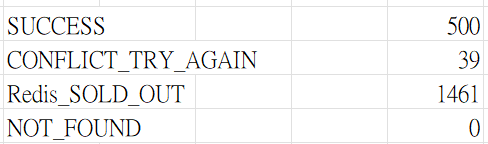 SUCCESS 500
CONFLICT_TRY_AGAIN 39
Redis_SOLD_OUT 1461
NOT_FOUND 0